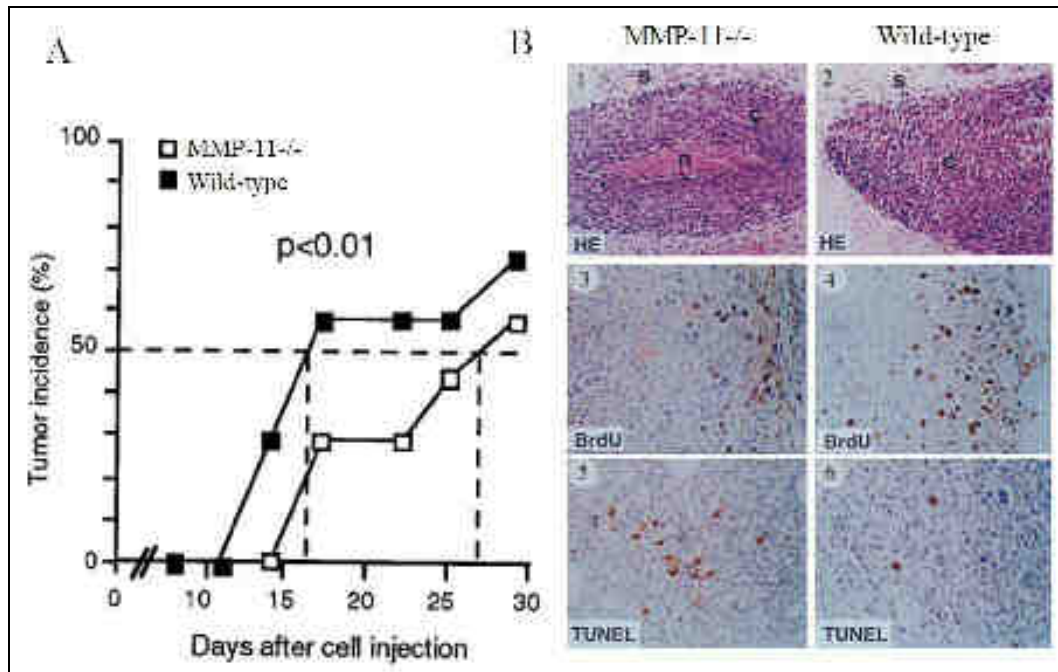 A
MMP-11-/-
Wild-type
p<0.01
Tumor incidence (%)
100
50
0
0 10 15 20 25 30
Days after cell injection
B
MMP-11-/- Wild-type
1 s c n HE
2 s c HE
3 BrdU
4 BrdU
5 TUNEL
6 TUNEL